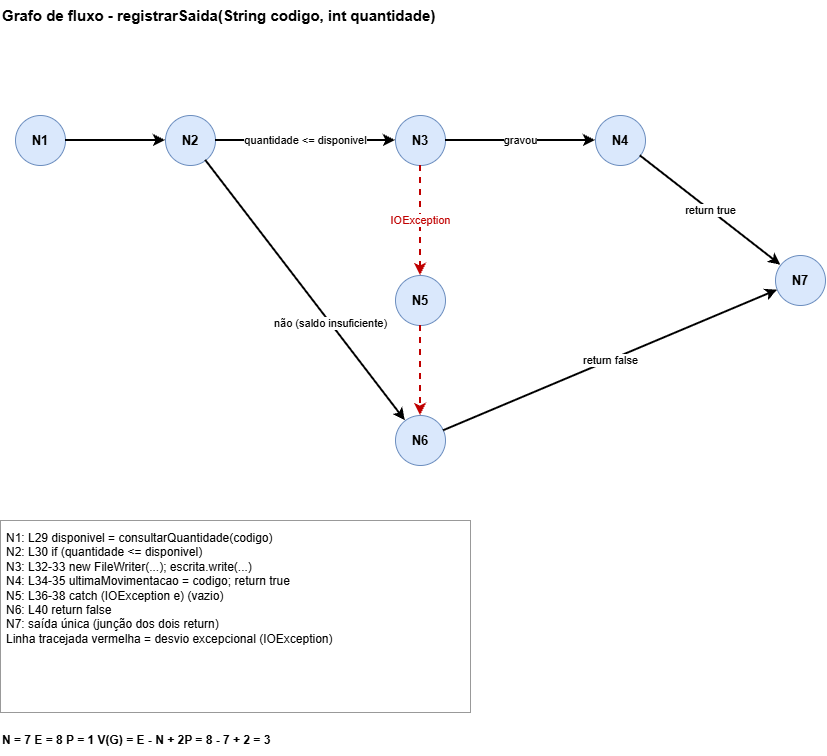 Grafo de fluxo - registrarSaida(String codigo, int quantidade)
N1
N2
quantidade <= disponivel
N3
gravou
N4
return true
IOException
N7
N5
não (saldo insuficiente)
return false
N6
N1: L29 disponivel = consultarQuantidade(codigo)
N2: L30 if (quantidade <= disponivel)
N3: L32-33 new FileWriter(...); escrita.write(...)
N4: L34-35 ultimaMovimentacao = codigo; return true
N5: L36-38 catch (IOException e) (vazio)
N6: L40 return false
N7: saída única (junção dos dois return)
Linha tracejada vermelha = desvio excepcional (IOException)
N = 7 E = 8 P = 1 V(G) = E - N + 2P = 8 - 7 + 2 = 3